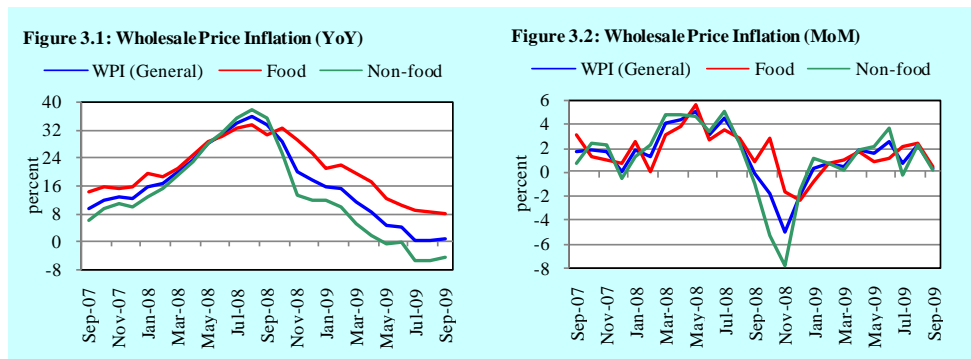 Figure 3.1: Wholesale Price Inflation (YoY)
WPI (General) Food Non-food
40
32
24
16
8
0
-8
percent
Sep-07 Nov-07 Jan-08 Mar-08 May-08 Jul-08 Sep-08 Nov-08 Jan-09 Mar-09 May-09 Jul-09 Sep-09
Figure 3.2: Wholesale Price Inflation (MoM)
WPI (General) Food Non-food
6
4
2
0
-2
-4
-6
-8
percent
Sep-07 Nov-07 Jan-08 Mar-08 May-08 Jul-08 Sep-08 Nov-08 Jan-09 Mar-09 May-09 Jul-09 Sep-09